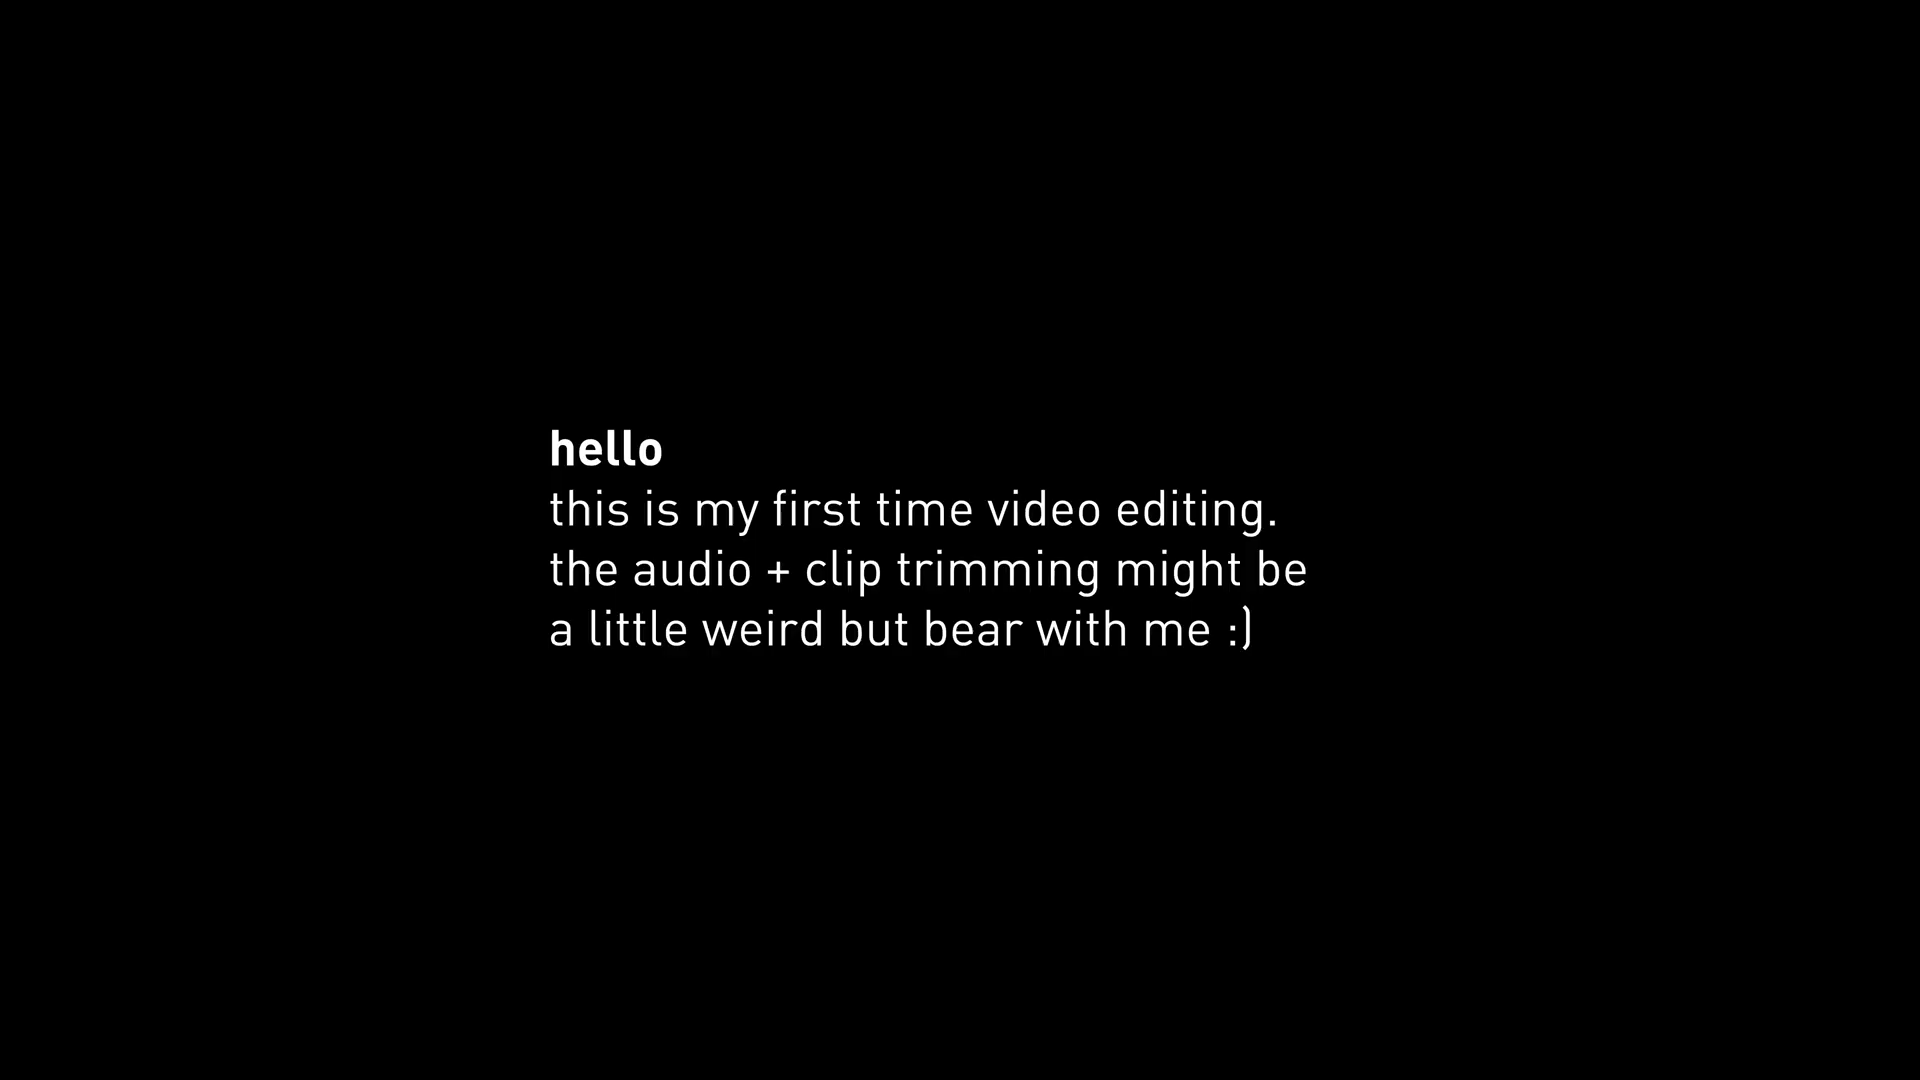 hello
this is my first time video editing.
the audio + clip trimming might be
a little weird but bear with me :)